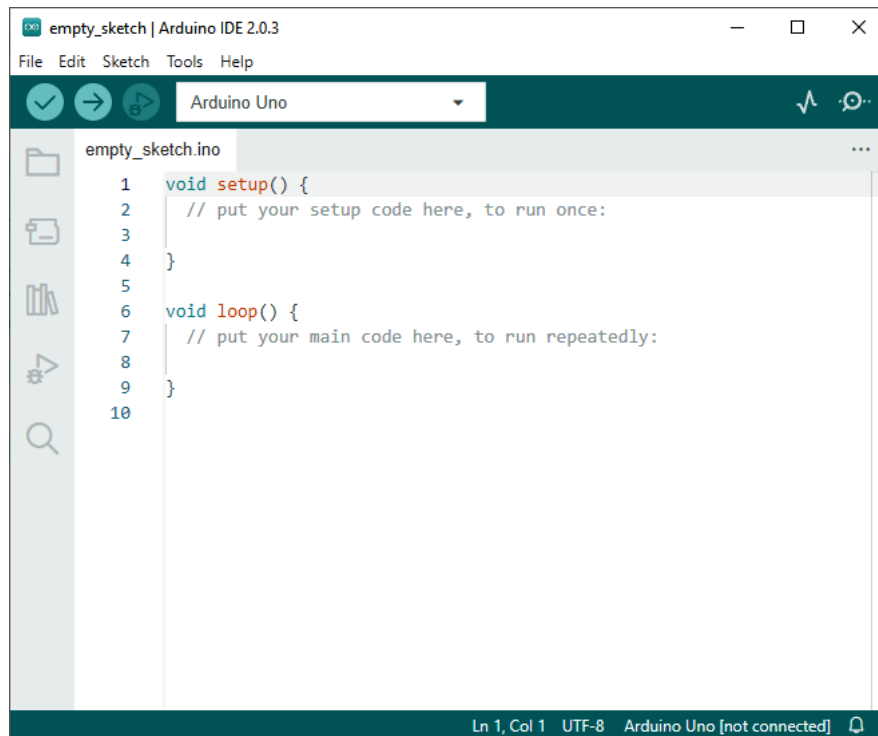 empty_sketch | Arduino IDE 2.0.3
File Edit Sketch Tools Help
Arduino Uno
empty_sketch.ino
1 void setup() {
2 // put your setup code here, to run once:
3
4 }
5
6 void loop() {
7 // put your main code here, to run repeatedly:
8
9 }
10
Ln 1, Col 1 UTF-8 Arduino Uno [not connected]